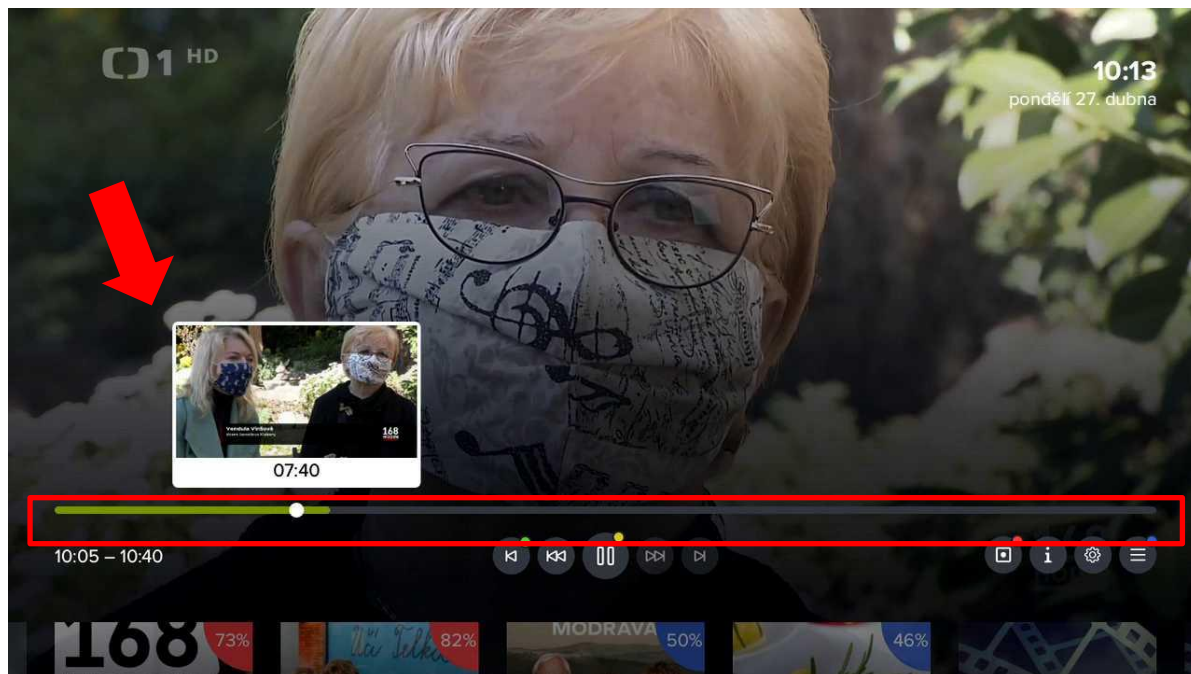 1 HD
10:13
pondělí 27. dubna
Vendula Vinšová
168
07:40
10:05 – 10:40
168
73%
82%
MODRAVA
50%
46%